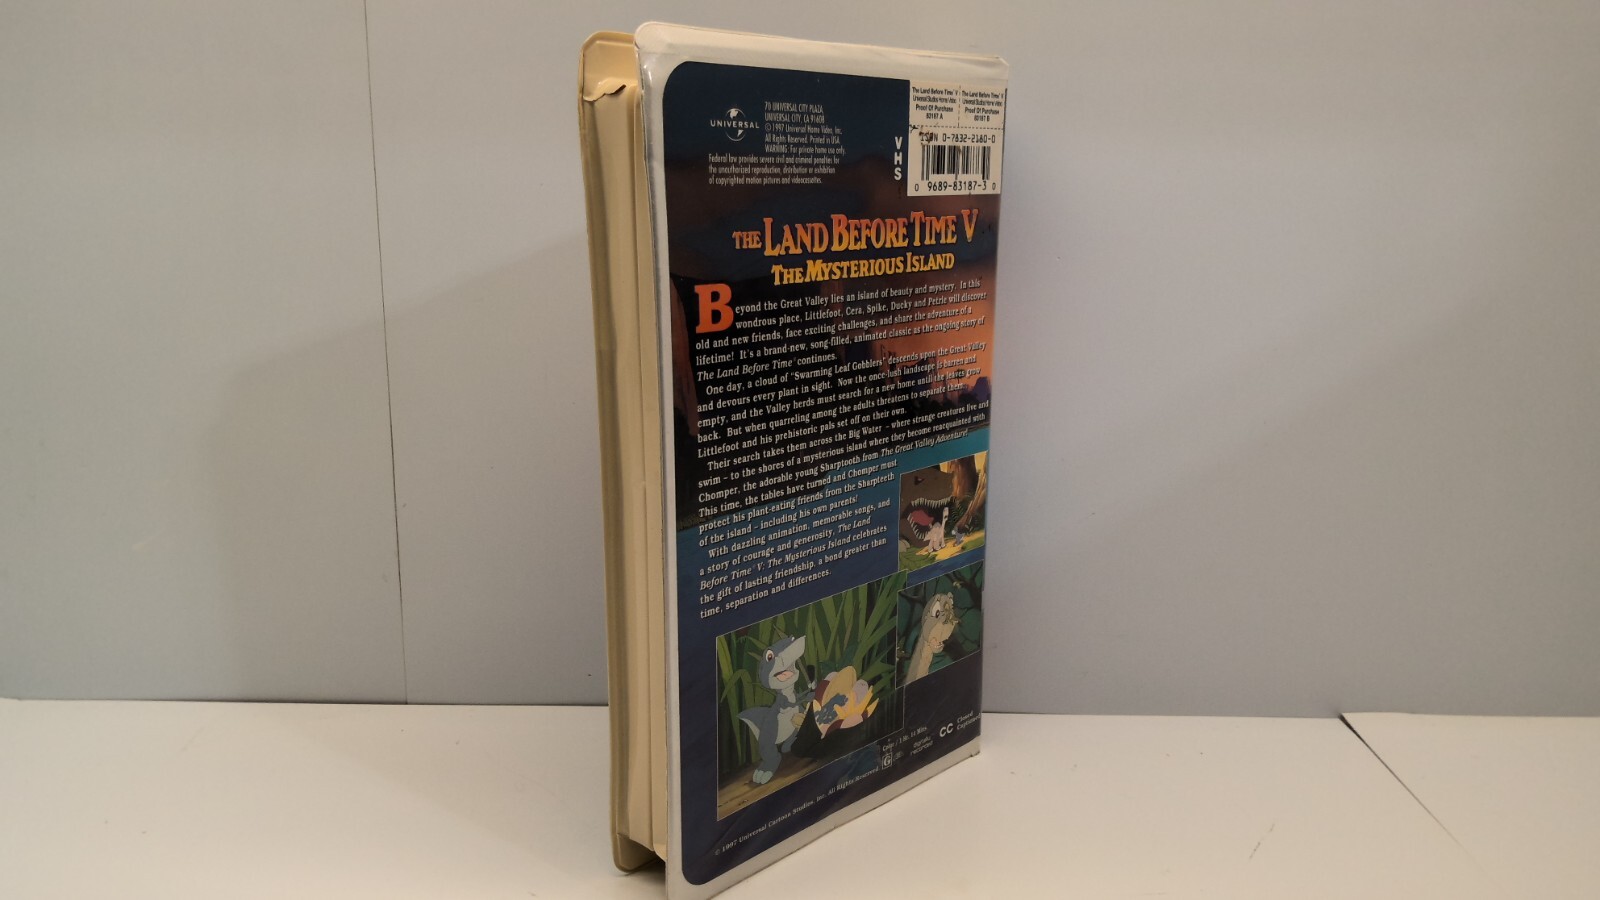 UNIVERSAL
70 UNIVERSAL CITY PLAZA
UNIVERSAL CITY, CA 91608
© 1997 Universal Home Video, Inc.
All Rights Reserved. Printed in USA
WARNING: For private home use only.
Federal law provides severe civil and criminal penalties for
the unauthorized reproduction, distribution or exhibition
of copyrighted motion pictures and videocassettes.
VHS
The Land Before Time V
Universal Studios Home Video
Proof Of Purchase
83187 A
The Land Before Time V
Universal Studios Home Video
Proof Of Purchase
83187 B
ISBN 0-7832-2180-0
0 9689-83187-3 0
THE LAND BEFORE TIME V
THE MYSTERIOUS ISLAND
Beyond the Great Valley lies an island of beauty and mystery. In this
wondrous place, Littlefoot, Cera, Spike, Ducky and Petrie will discover
old and new friends, face exciting challenges, and share the adventure of a
lifetime! It's a brand-new, song-filled, animated classic as the ongoing story of
The Land Before Time continues.
One day, a cloud of "Swarming Leaf Gobblers" descends upon the Great Valley
and devours every plant in sight. Now the once-lush landscape is barren and
empty, and the Valley herds must search for a new home until the leaves grow
back. But when quarreling among the adults threatens to separate them,
Littlefoot and his prehistoric pals set off on their own.
Their search takes them across the Big Water – where strange creatures live and
swim – to the shores of a mysterious island where they become reacquainted with
Chomper, the adorable young Sharptooth from The Great Valley Adventure!
This time, the tables have turned and Chomper must
protect his plant-eating friends from the Sharpteeth
of the island – including his own parents!
With dazzling animation, memorable songs, and
a story of courage and generosity, The Land
Before Time V: The Mysterious Island celebrates
the gift of lasting friendship, a bond greater than
time, separation and differences.
Color / 1 Hr. 14 Mins.
G
digitally recorded
CC Closed Captioned
© 1997 Universal Cartoon Studios, Inc. All Rights Reserved.